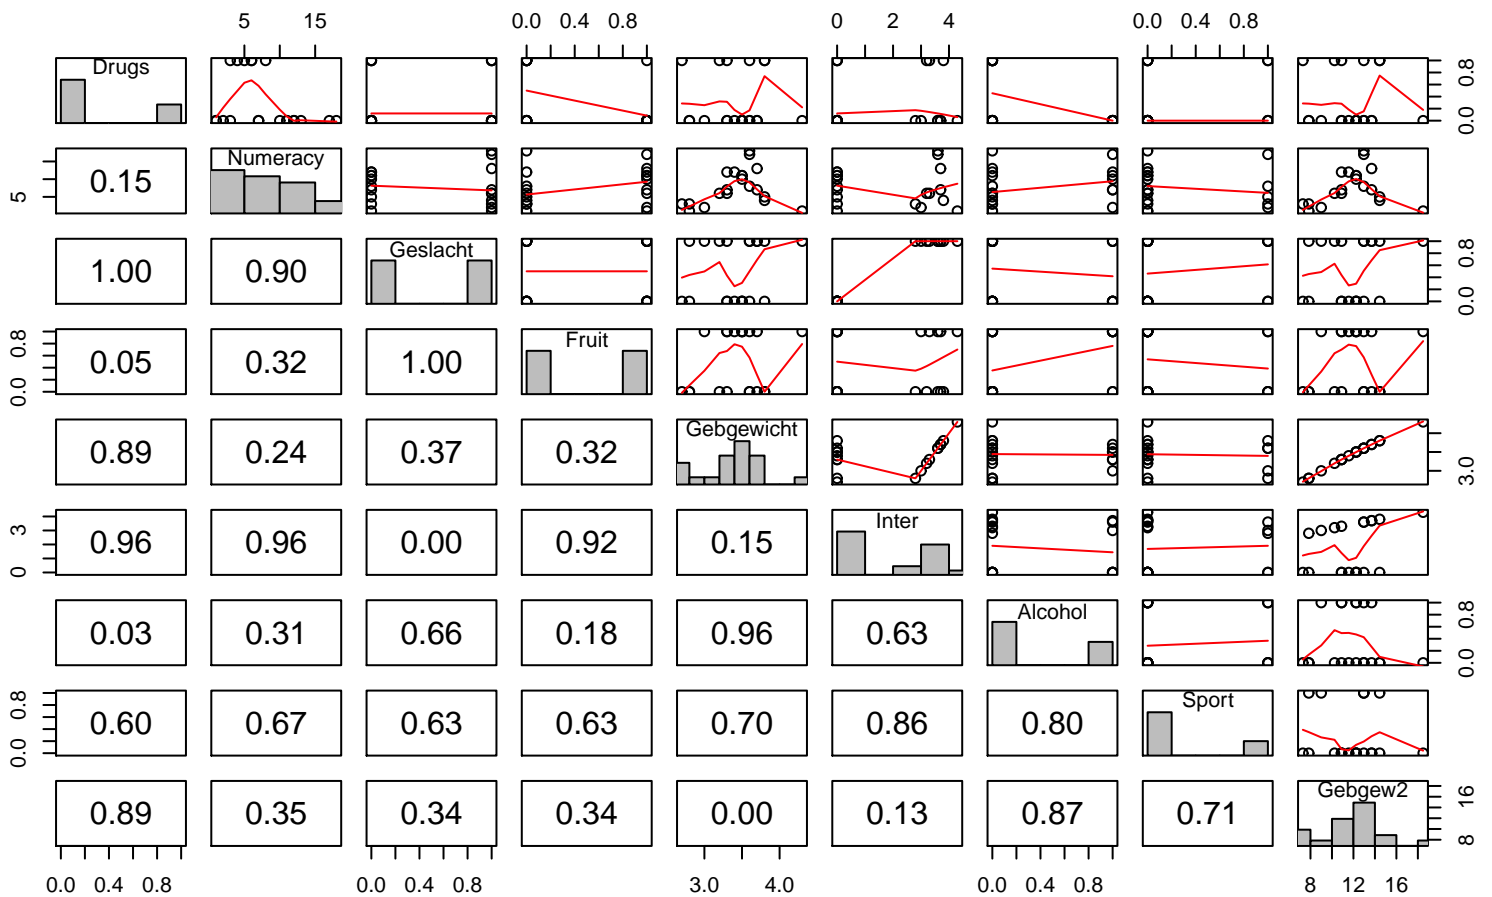 5 15 0.0 0.4 0.8 0 2 4 0.0 0.4 0.8
Drugs 0.0 0.8
5 0.15 Numeracy
1.00 0.90 Geslacht 0.0 0.8
0.0 0.8 0.05 0.32 1.00 Fruit
0.89 0.24 0.37 0.32 Gebgewicht 3.0
0 3 0.96 0.96 0.00 0.92 0.15 Inter
0.03 0.31 0.66 0.18 0.96 0.63 Alcohol 0.0 0.8
0.0 0.8 0.60 0.67 0.63 0.63 0.70 0.86 0.80 Sport
0.89 0.35 0.34 0.34 0.00 0.13 0.87 0.71 Gebgew2 8 16
0.0 0.4 0.8 0.0 0.4 0.8 3.0 4.0 0.0 0.4 0.8 8 12 16